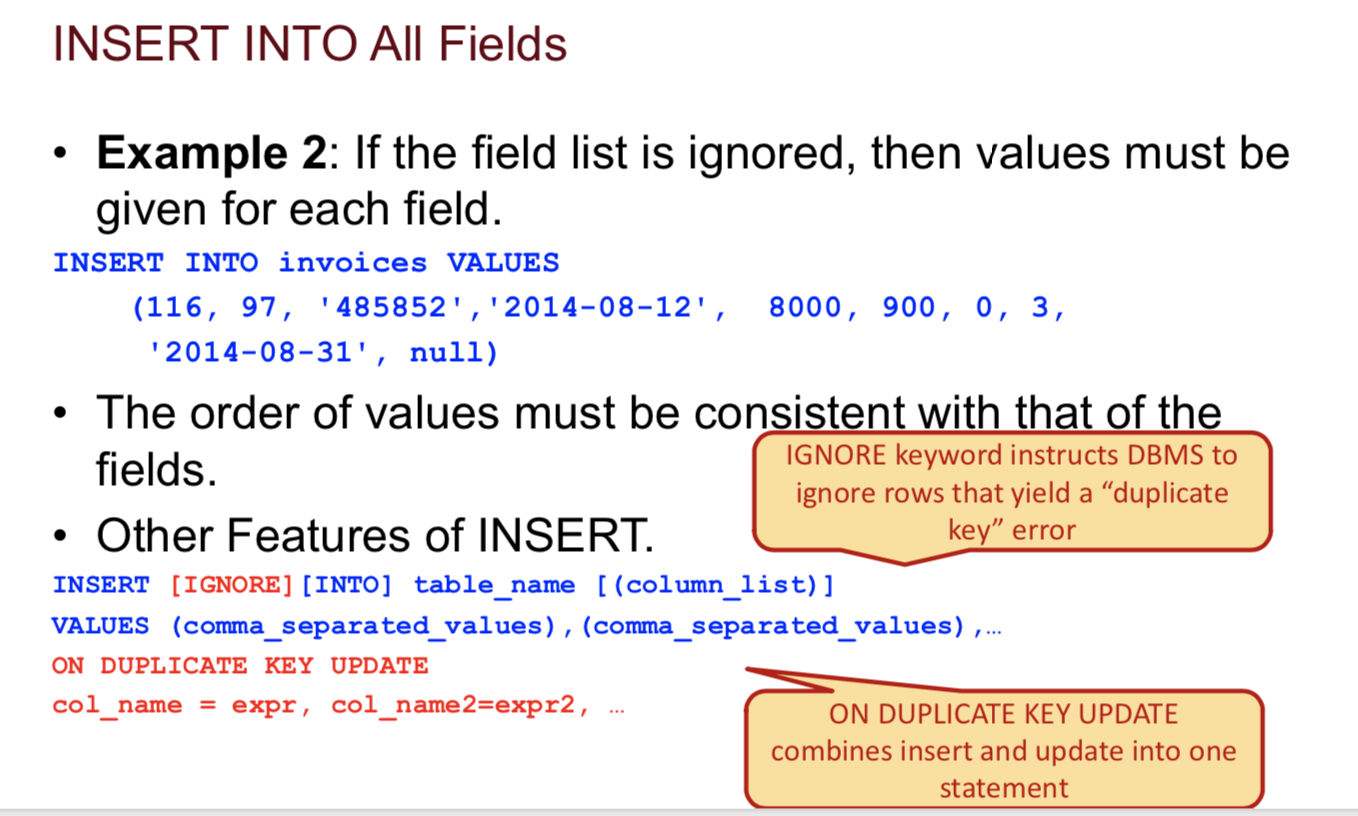 INSERT INTO All Fields
• Example 2: If the field list is ignored, then values must be
given for each field.
INSERT INTO invoices VALUES
(116, 97, '485852','2014-08-12', 8000, 900, 0, 3,
'2014-08-31', null)
• The order of values must be consistent with that of the
fields.
IGNORE keyword instructs DBMS to
ignore rows that yield a “duplicate
key” error
• Other Features of INSERT.
INSERT [IGNORE][INTO] table_name [(column_list)]
VALUES (comma_separated_values),(comma_separated_values),…
ON DUPLICATE KEY UPDATE
col_name = expr, col_name2=expr2, …
ON DUPLICATE KEY UPDATE
combines insert and update into one
statement